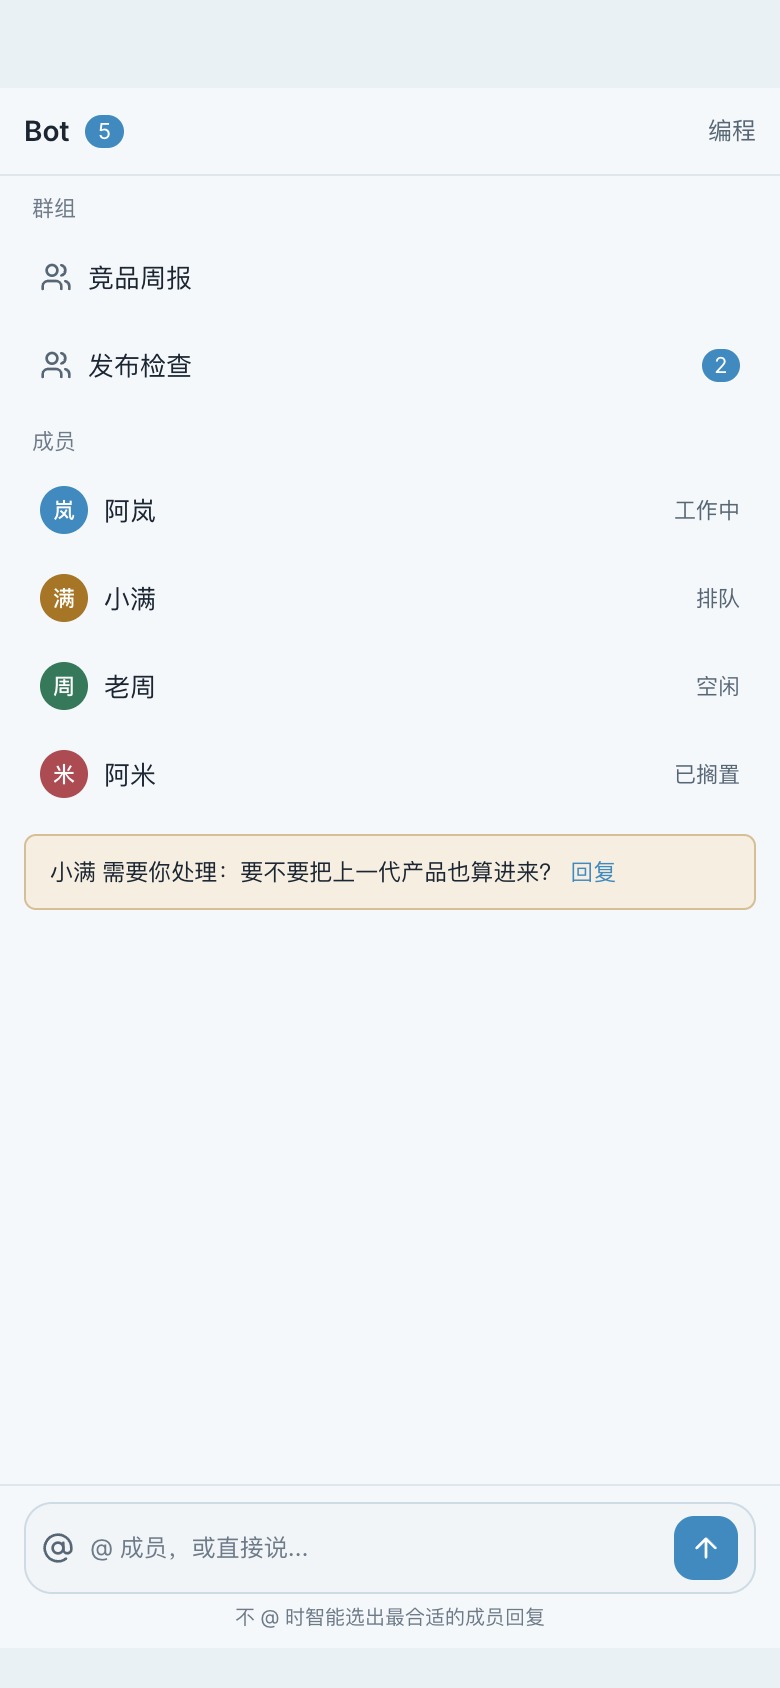 Bot 5 编程
群组
竞品周报
发布检查 2
成员
岚 阿岚 工作中
满 小满 排队
周 老周 空闲
米 阿米 已搁置
小满 需要你处理：要不要把上一代产品也算进来？ 回复
@ 成员，或直接说...
不 @ 时智能选出最合适的成员回复